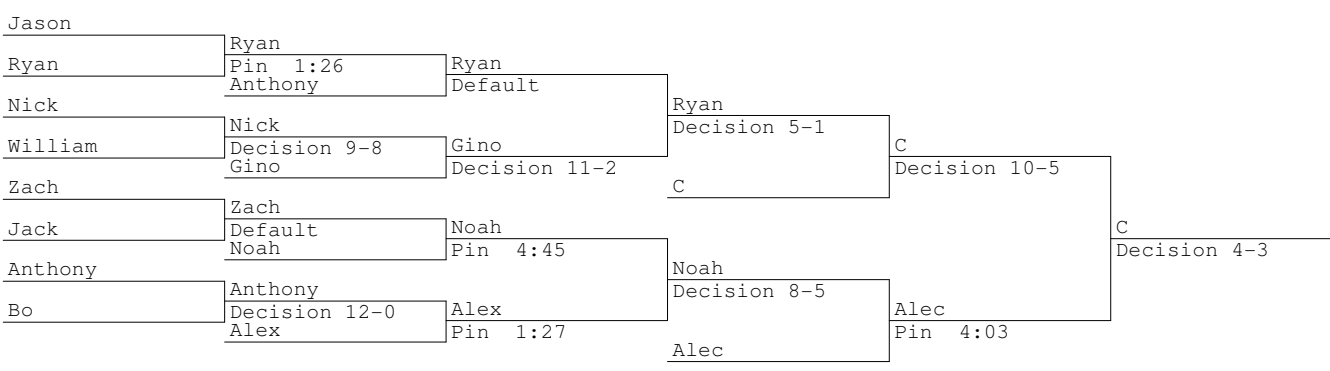 Jason
Ryan
Ryan
Pin 1:26
Anthony
Ryan
Default
Nick
William
Nick
Decision 9-8
Gino
Gino
Decision 11-2
Ryan
Decision 5-1
C
C
Decision 10-5
Zach
Jack
Zach
Default
Noah
Noah
Pin 4:45
Anthony
Bo
Anthony
Decision 12-0
Alex
Alex
Pin 1:27
Noah
Decision 8-5
Alec
Alec
Pin 4:03
C
Decision 4-3